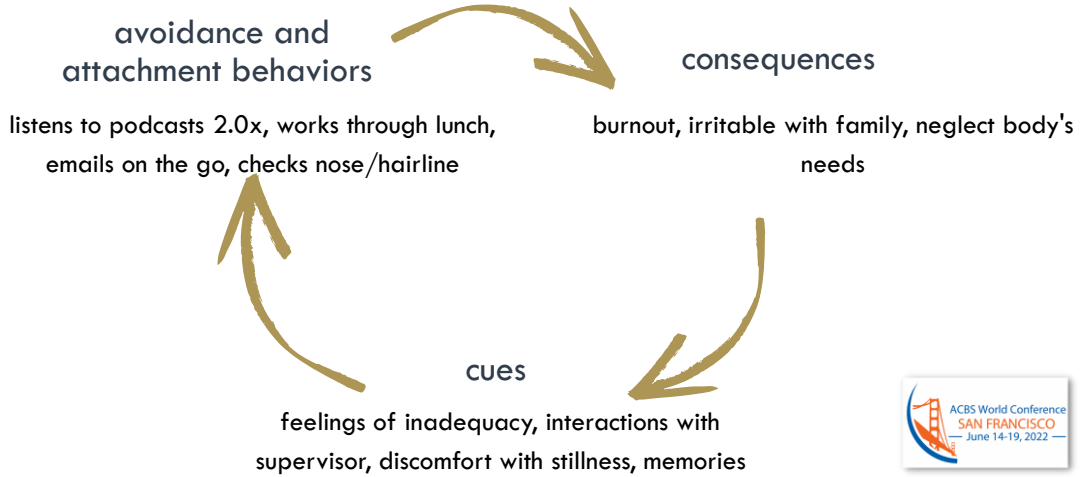 avoidance and
attachment behaviors
listens to podcasts 2.0x, works through lunch,
emails on the go, checks nose/hairline
consequences
burnout, irritable with family, neglect body's
needs
cues
feelings of inadequacy, interactions with
supervisor, discomfort with stillness, memories
ACBS World Conference
SAN FRANCISCO
June 14-19, 2022